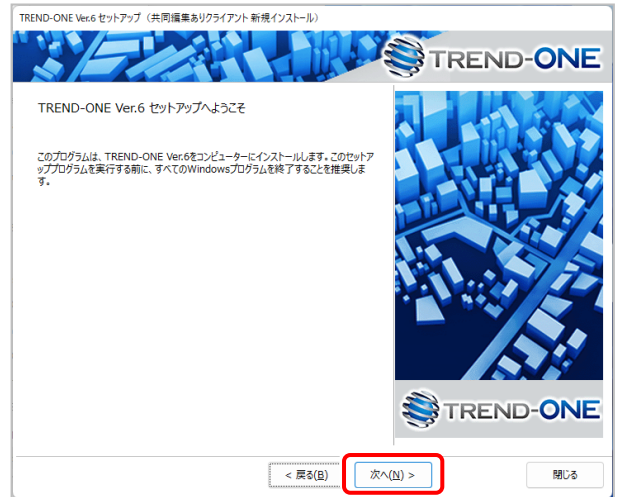 TREND-ONE Ver.6 セットアップ（共同編集ありクライアント 新規インストール）
TREND-ONE
TREND-ONE Ver.6 セットアップへようこそ
このプログラムは、TREND-ONE Ver.6をコンピューターにインストールします。このセットア
ッププログラムを実行する前に、すべてのWindowsプログラムを終了することを推奨しま
す。
TREND-ONE
< 戻る(B)
次へ(N) >
閉じる